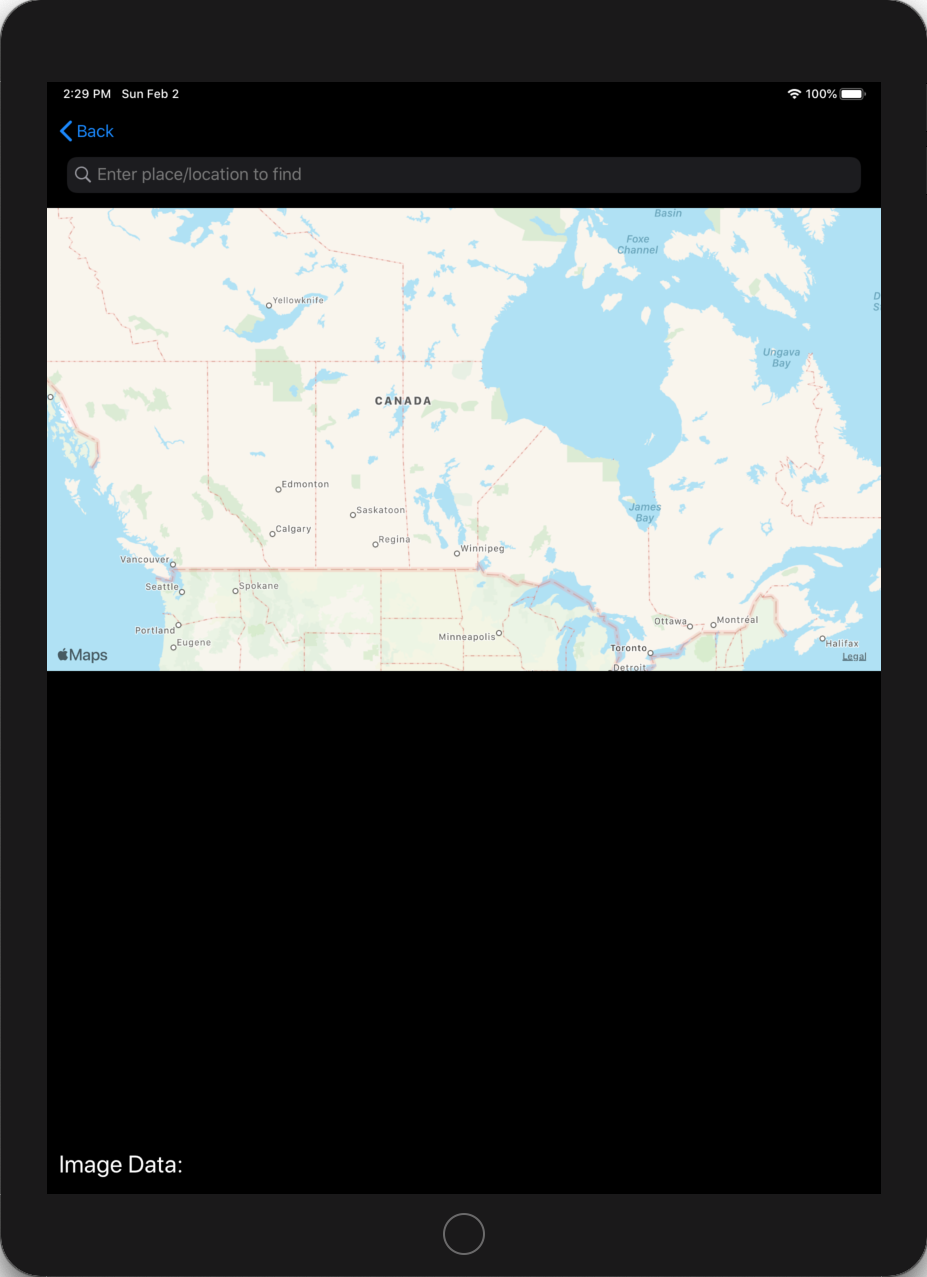 2:29 PM Sun Feb 2
100%
Back
Enter place/location to find
Basin
Foxe
Channel
Yellowknife
D
S
Ungava
Bay
CANADA
Edmonton
Saskatoon
James
Bay
Calgary
Regina
Winnipeg
Vancouver
Seattle
Spokane
Portland
Eugene
Minneapolis
Ottawa
Montréal
Toronto
Halifax
Detroit
Maps
Legal
Image Data: